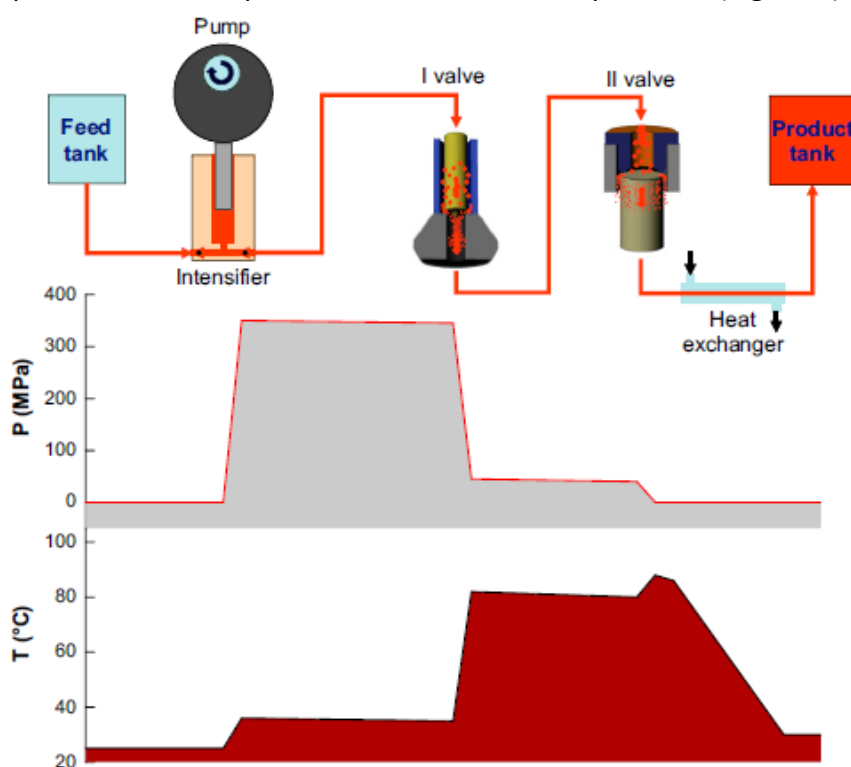 Pump
I valve
II valve
Feed
tank
Product
tank
Intensifier
Heat
exchanger
P (MPa)
400
300
200
100
0
T (°C)
100
80
60
40
20